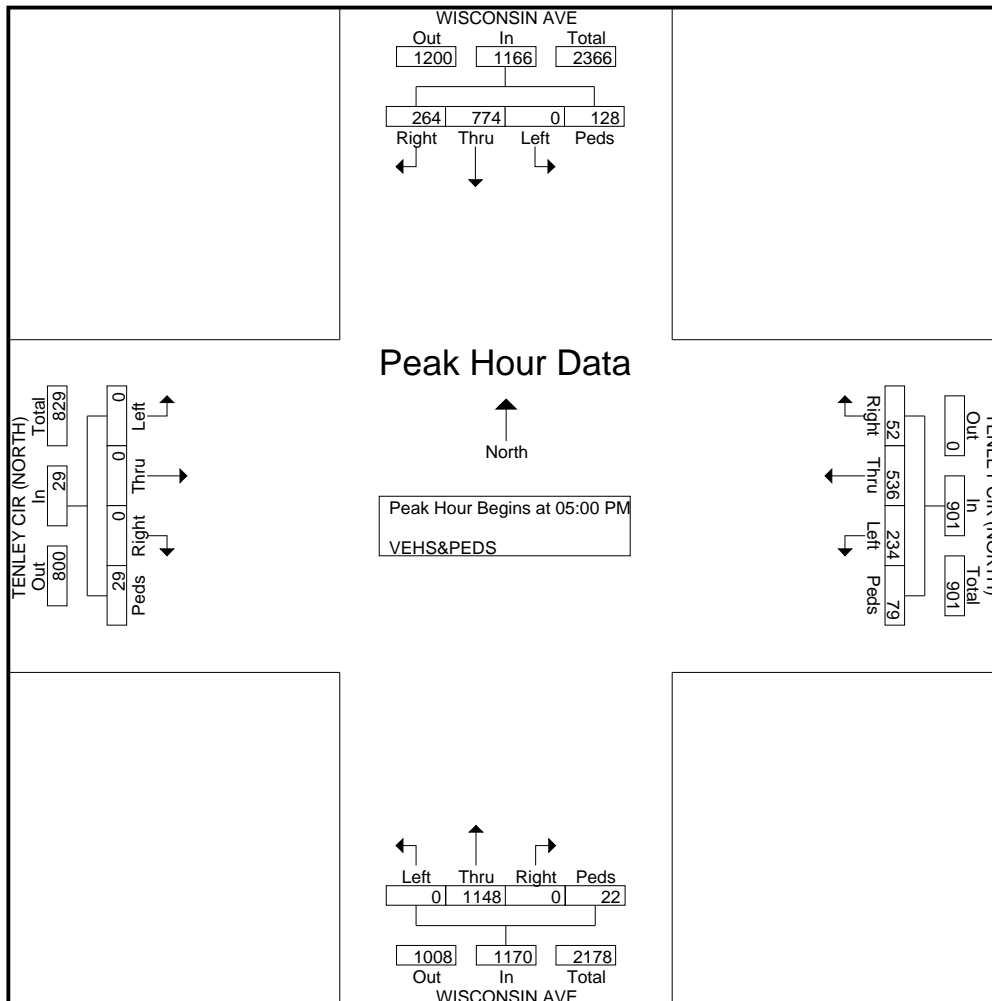 WISCONSIN AVE
Out In Total
1200 1166 2366
264 774 0 128
Right Thru Left Peds
Peak Hour Data
North
Peak Hour Begins at 05:00 PM
VEHS&PEDS
TENLEY CIR (NORTH)
Total In Out
829 29 800
0 0 0 29
Left Thru Right Peds
Right Thru Left Peds
52 536 234 79
Out In Total
0 901 901
TENLEY CIR (NORTH)
Left Thru Right Peds
0 1148 0 22
1008 1170 2178
Out In Total
WISCONSIN AVE